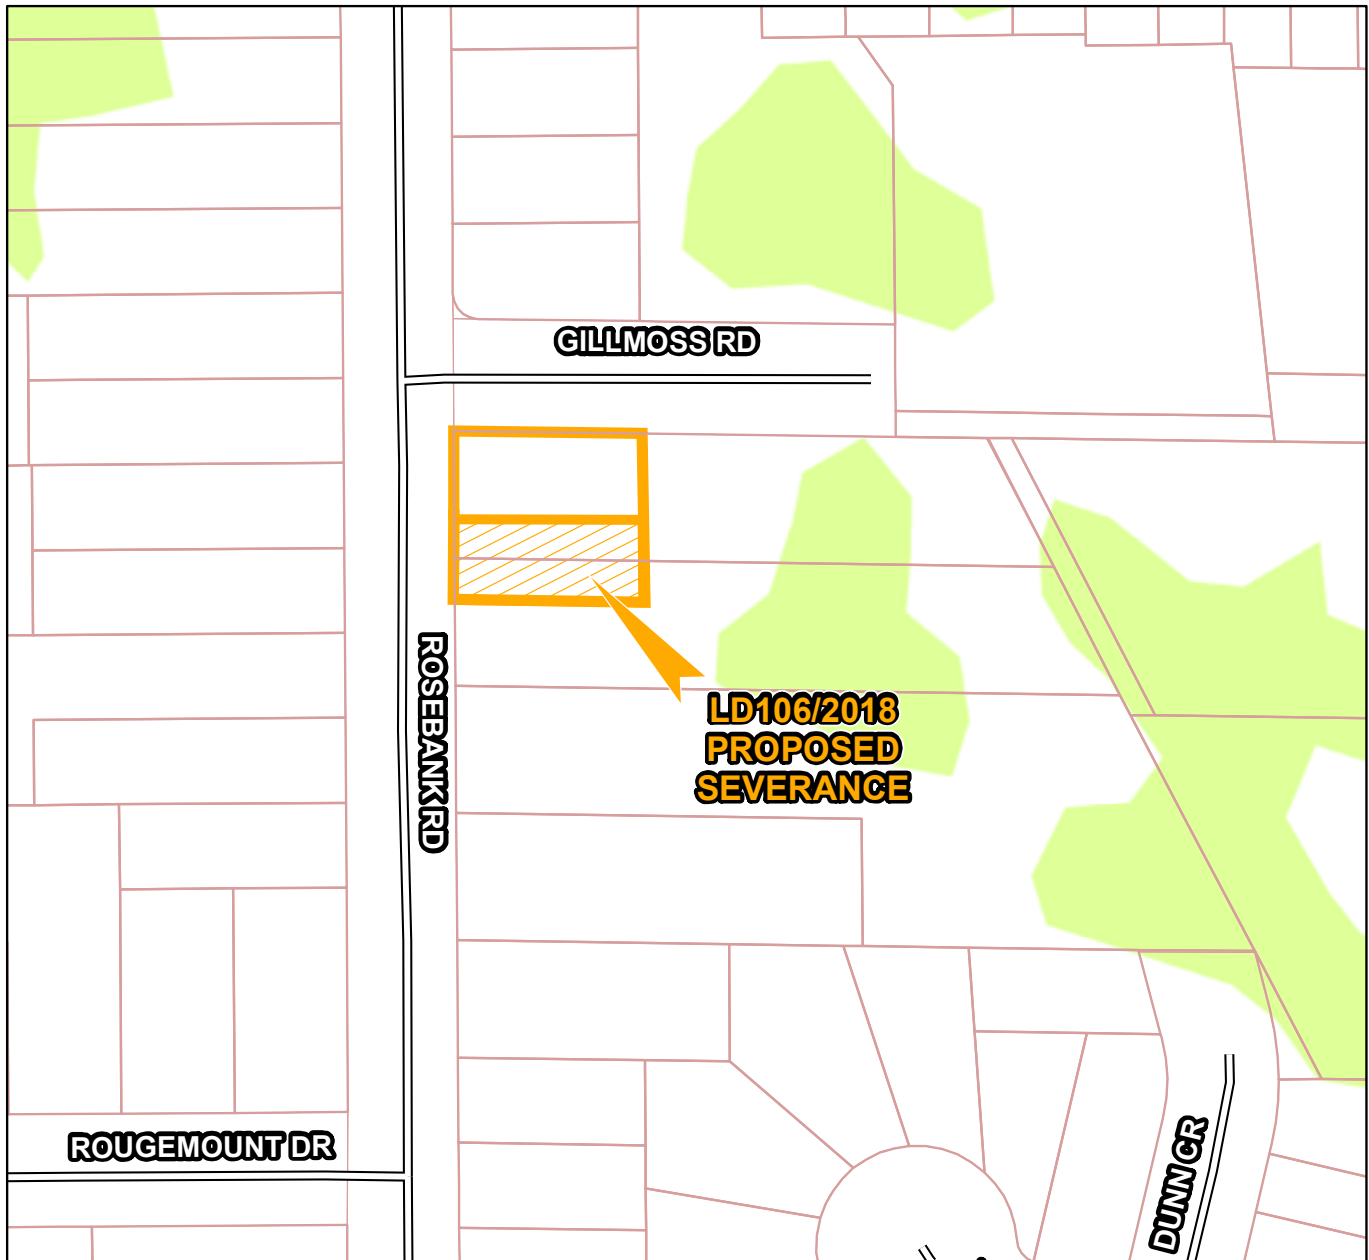 GILLMOSS RD
ROSEBANK RD
LD106/2018
PROPOSED
SEVERANCE
ROUGEMOUNT DR
DUNN CR